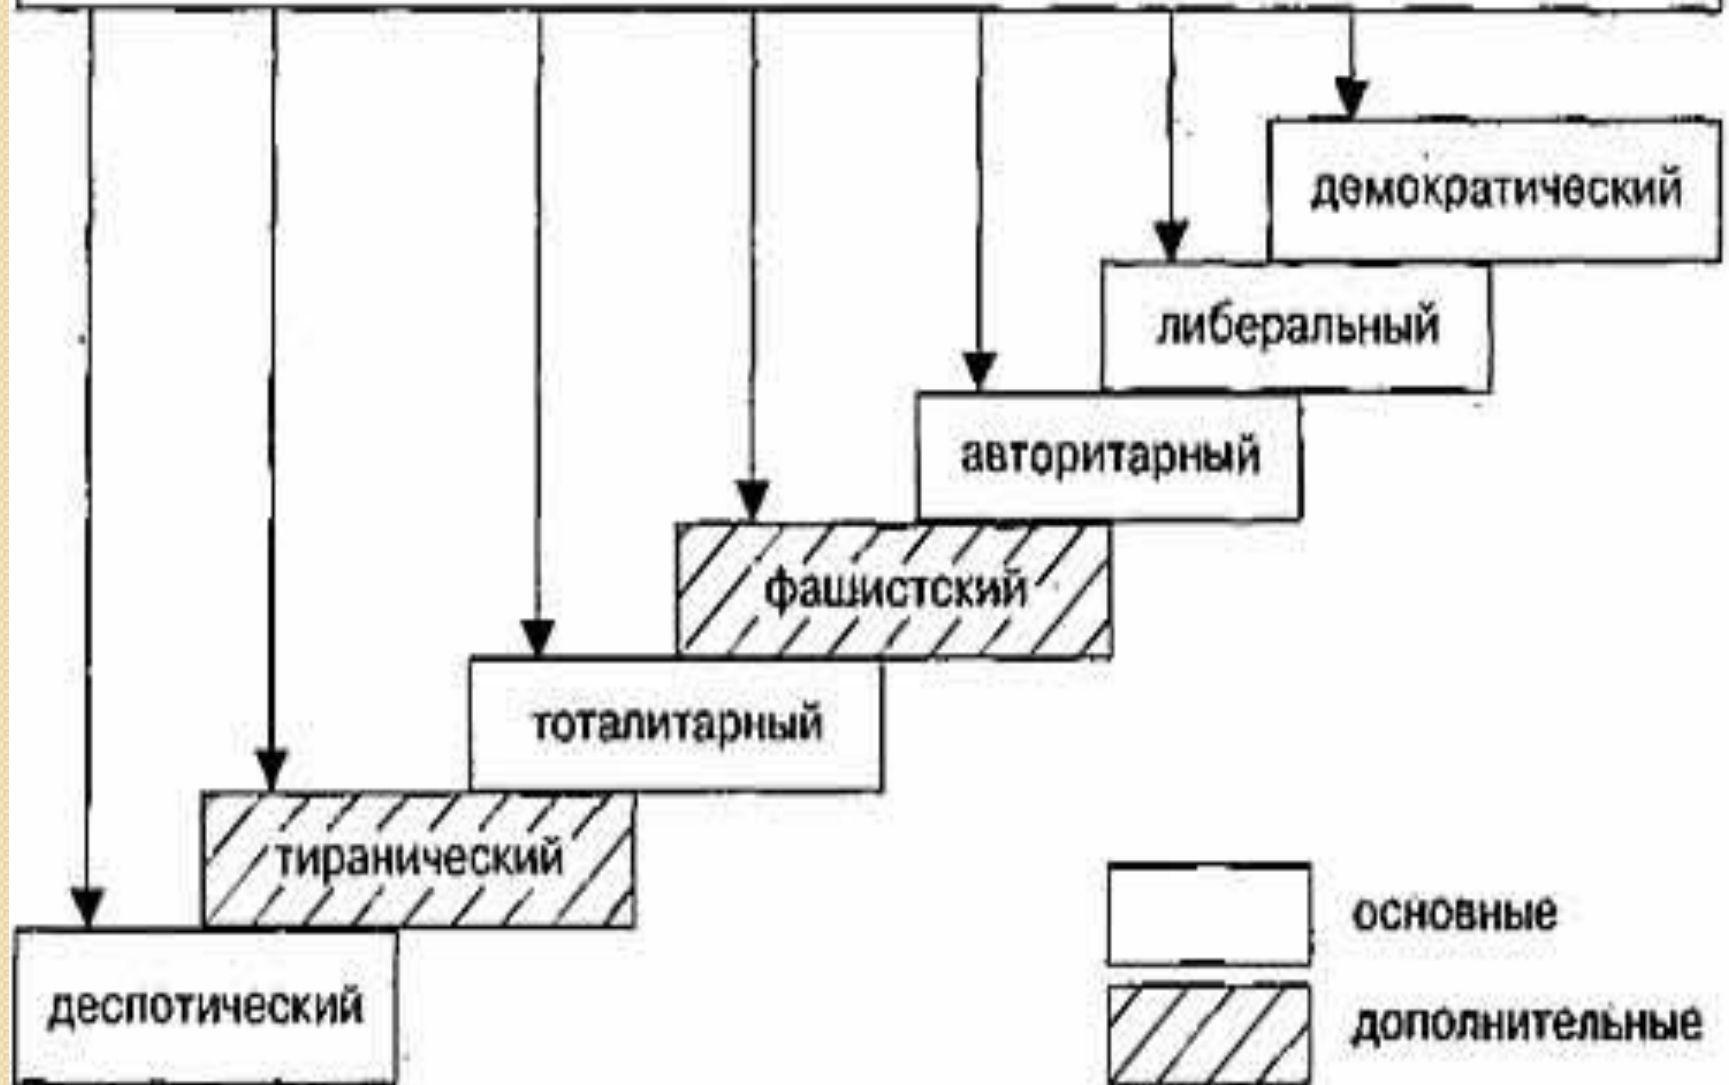 демократический
либеральный
авторитарный
фашистский
тоталитарный
тиранический
деспотический
основные
дополнительные